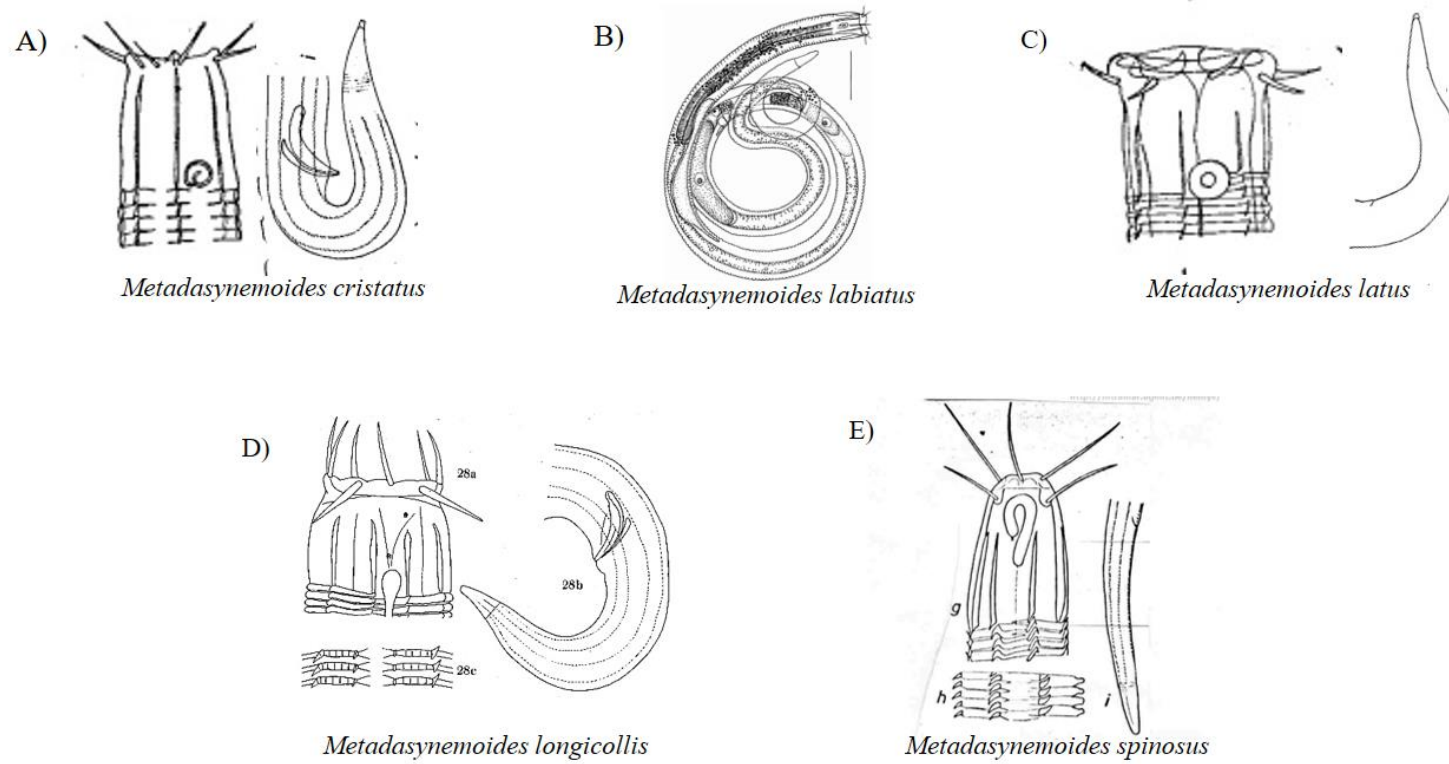 A)
Metadasynemoides cristatus
B)
Metadasynemoides labiatus
C)
Metadasynemoides latus
D)
28a
28b
28c
Metadasynemoides longicollis
E)
g
h
i
Metadasynemoides spinosus